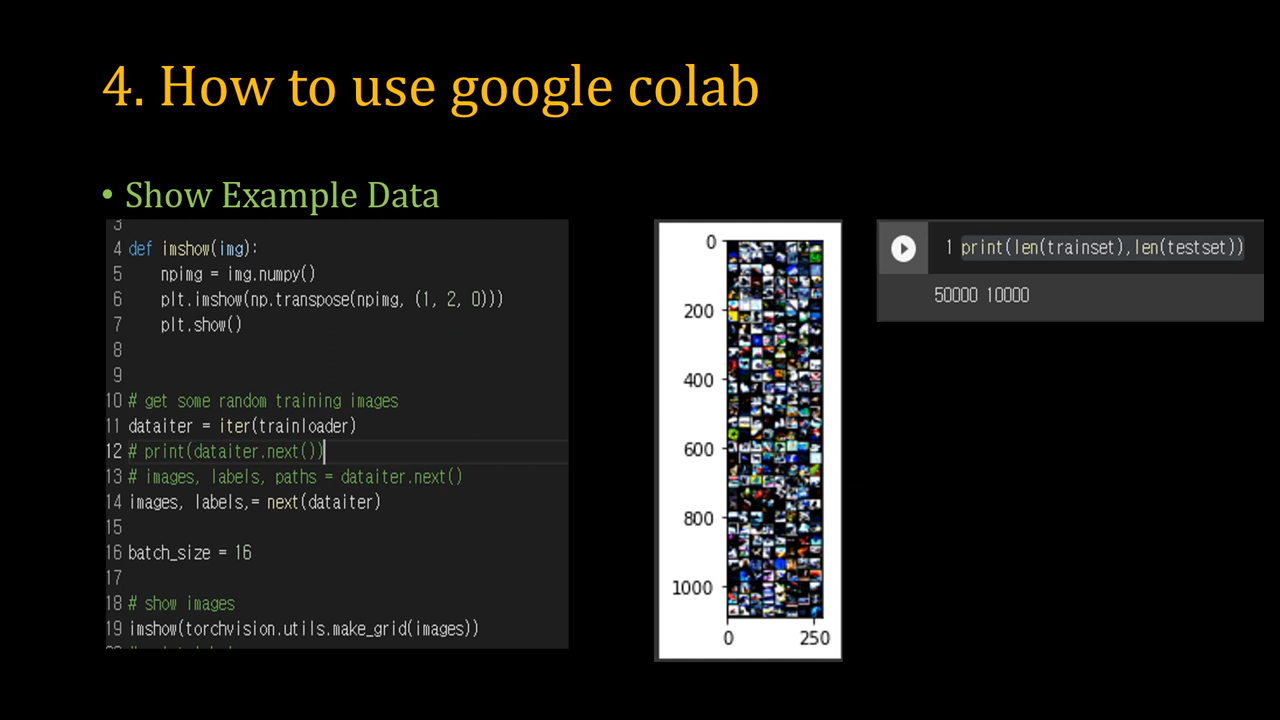 4. How to use google colab
• Show Example Data
3
4 def imshow(img):
5 npimg = img.numpy()
6 plt.imshow(np.transpose(npimg, (1, 2, 0)))
7 plt.show()
8
9
10 # get some random training images
11 dataiter = iter(trainloader)
12 # print(dataiter.next())
13 # images, labels, paths = dataiter.next()
14 images, labels,= next(dataiter)
15
16 batch_size = 16
17
18 # show images
19 imshow(torchvision.utils.make_grid(images))
0
200
400
600
800
1000
0 250
1 print(len(trainset),len(testset))
50000 10000